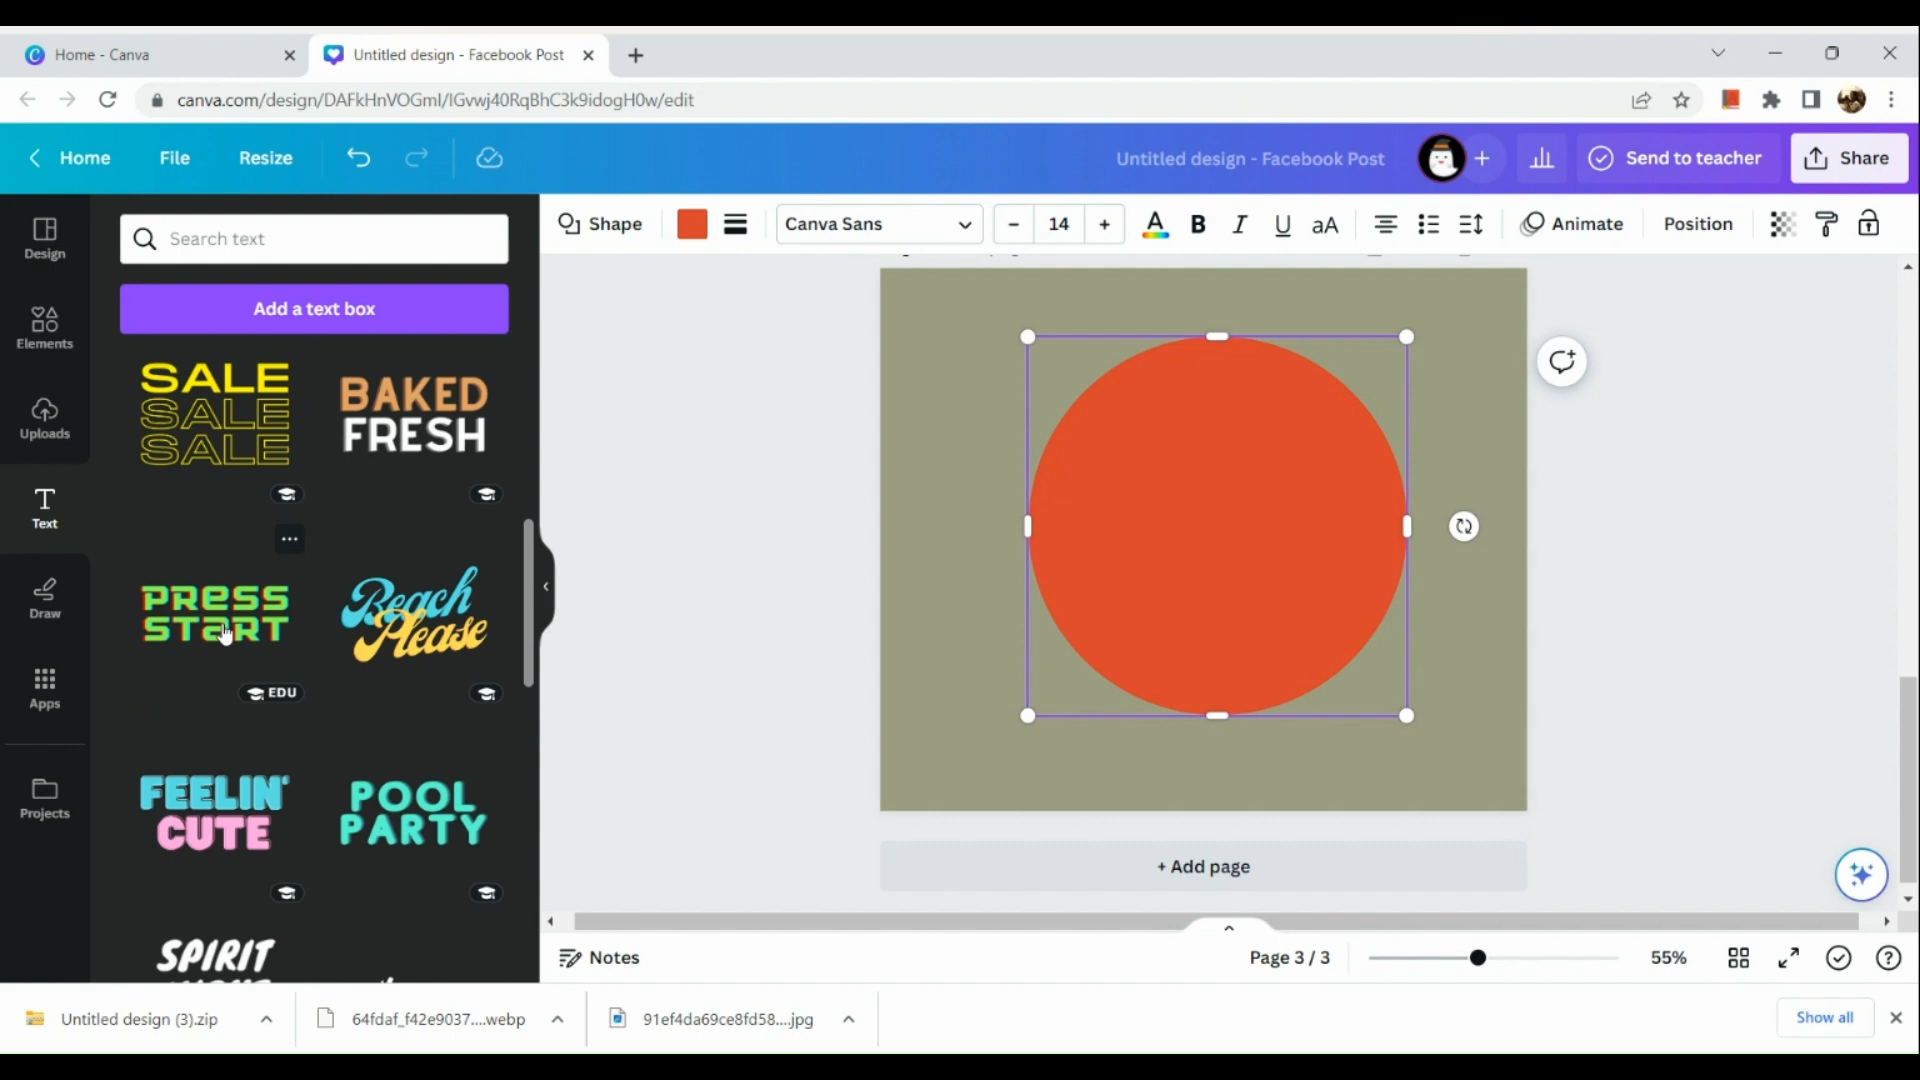 Home - Canva
Untitled design - Facebook Post
canva.com/design/DAFkHnVOGmI/IGvwj40RqBhC3k9idogH0w/edit
Home
File
Resize
Untitled design - Facebook Post
Send to teacher
Share
Design
Elements
Uploads
Text
Draw
Apps
Projects
Search text
Add a text box
SALE
SALE
SALE
BAKED
FRESH
PRESS
START
EDU
Beach
Please
FEELIN'
CUTE
POOL
PARTY
SPIRIT
Shape
Canva Sans
14
A
B
I
U
aA
Animate
Position
+ Add page
Notes
Page 3 / 3
55%
Untitled design (3).zip
64fdaf_f42e9037....webp
91ef4da69ce8fd58....jpg
Show all